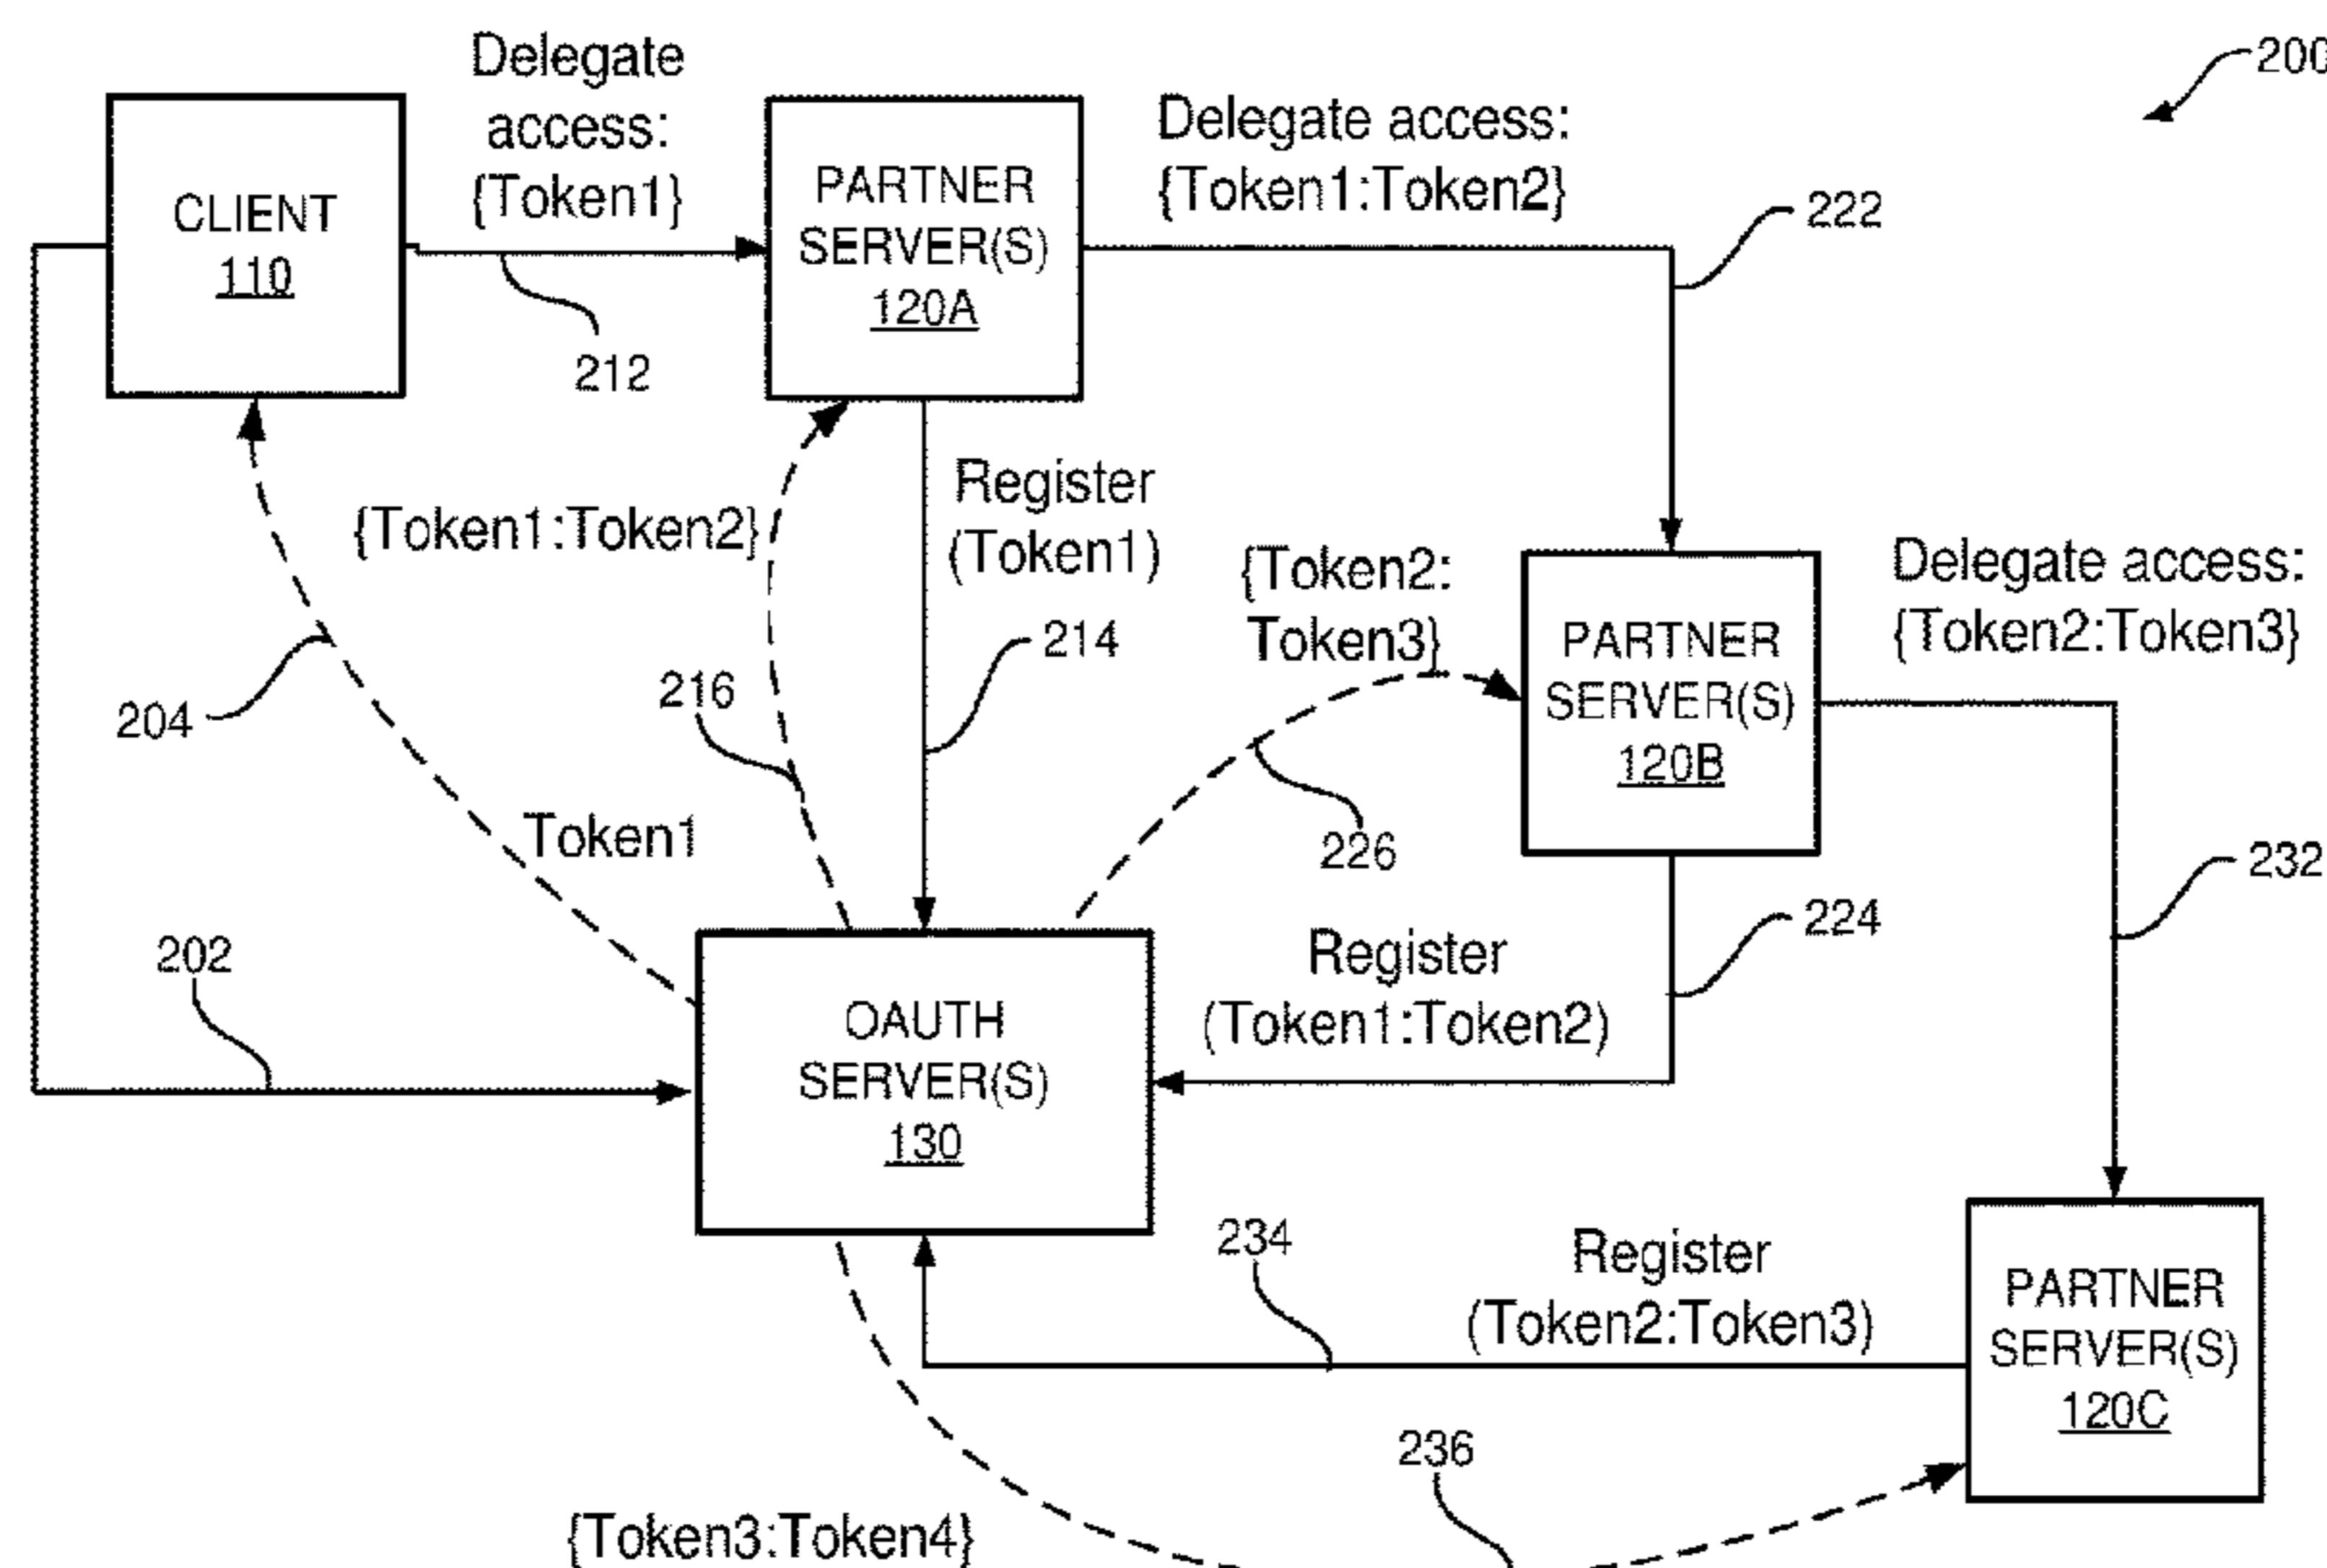 Delegate
access:
{Token1}
CLIENT
110
212
PARTNER
SERVER(S)
120A
Delegate access:
{Token1:Token2}
200
222
{Token1:Token2}
Register
(Token1)
214
216
204
Token1
202
{Token2:
Token3}
226
PARTNER
SERVER(S)
120B
Delegate access:
{Token2:Token3}
232
224
Register
(Token1:Token2)
OAUTH
SERVER(S)
130
234
Register
(Token2:Token3)
PARTNER
SERVER(S)
120C
236
{Token3:Token4}